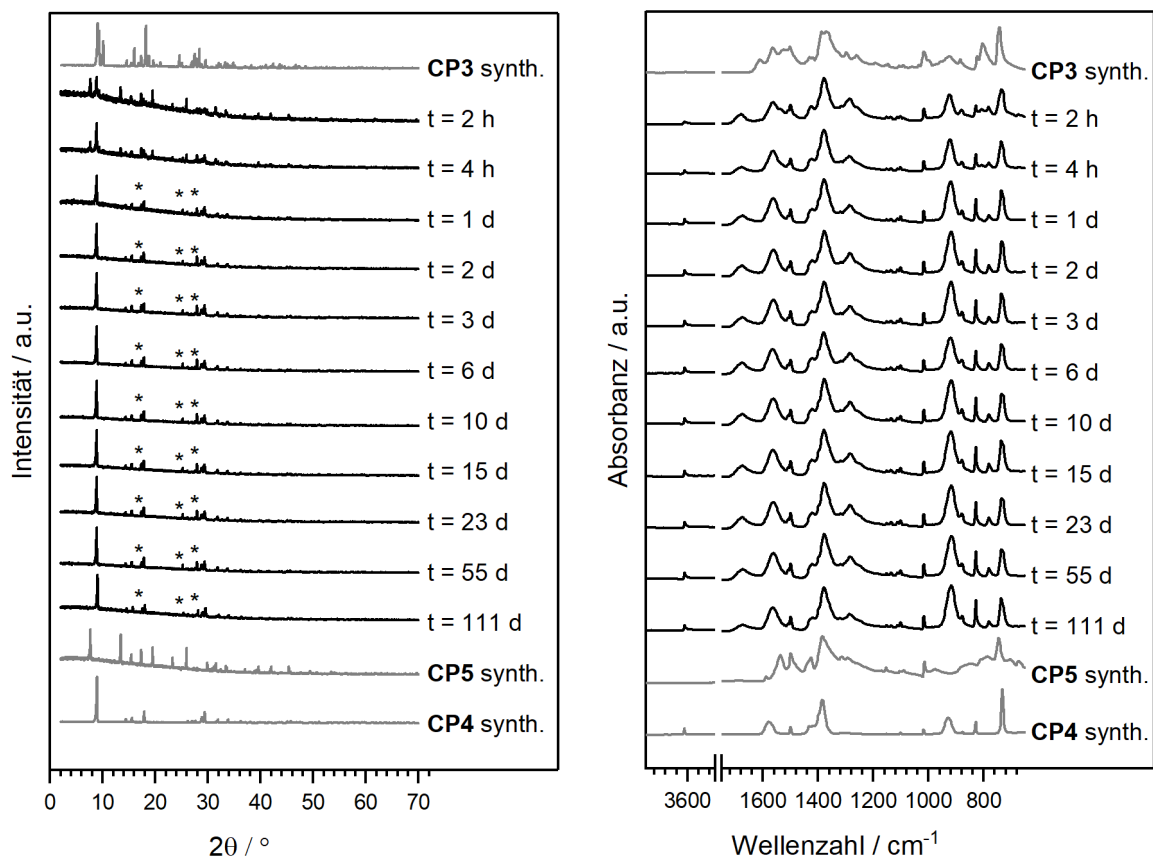 Intensität / a.u.
CP3 synth.
t = 2 h
t = 4 h
* * *
t = 1 d
* * *
t = 2 d
* * *
t = 3 d
* * *
t = 6 d
* * *
t = 10 d
* * *
t = 15 d
* * *
t = 23 d
* * *
t = 55 d
* * *
t = 111 d
CP5 synth.
CP4 synth.
0 10 20 30 40 50 60 70
2θ / °
Absorbanz / a.u.
CP3 synth.
t = 2 h
t = 4 h
t = 1 d
t = 2 d
t = 3 d
t = 6 d
t = 10 d
t = 15 d
t = 23 d
t = 55 d
t = 111 d
CP5 synth.
CP4 synth.
3600 1600 1400 1200 1000 800
Wellenzahl / cm⁻¹